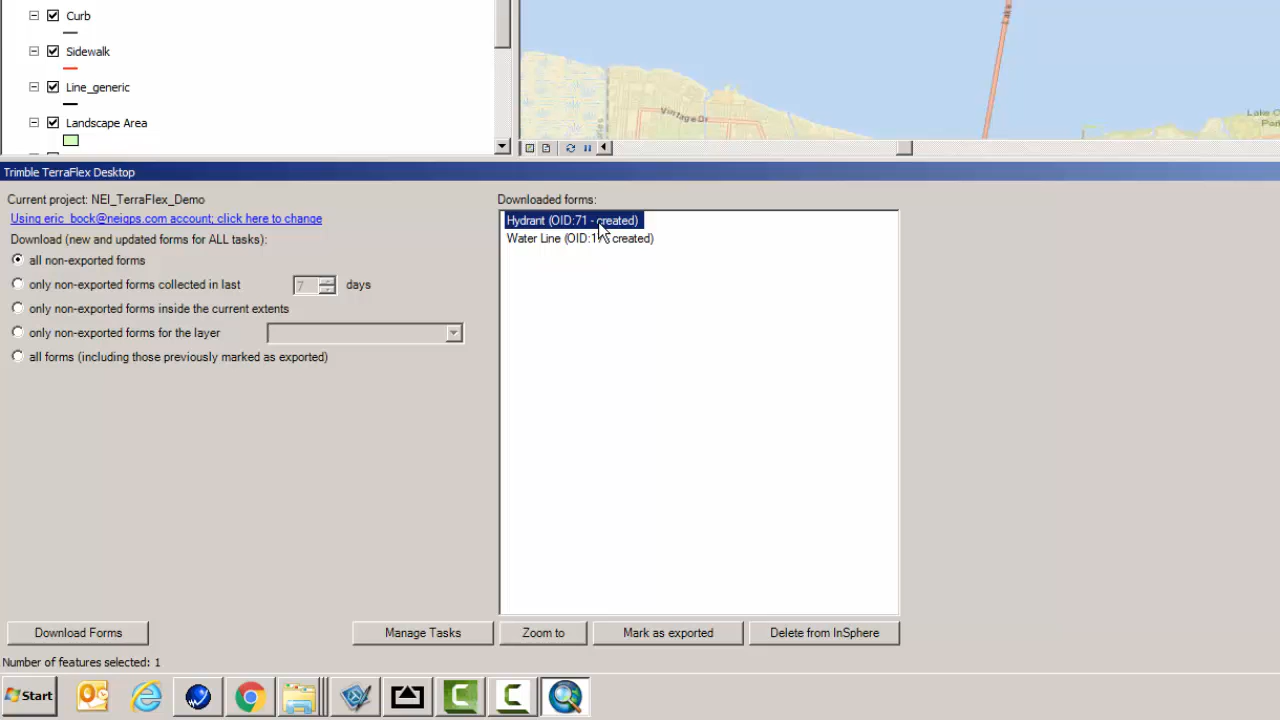 Curb
Sidewalk
Line_generic
Landscape Area
Vintage Dr
Trimble TerraFlex Desktop
Current project: NEI_TerraFlex_Demo
Using eric_bock@neigps.com account; click here to change
Download (new and updated forms for ALL tasks):
all non-exported forms
only non-exported forms collected in last 7 days
only non-exported forms inside the current extents
only non-exported forms for the layer
all forms (including those previously marked as exported)
Downloaded forms:
Hydrant (OID:71 - created)
Water Line (OID: created)
Download Forms
Manage Tasks
Zoom to
Mark as exported
Delete from InSphere
Number of features selected: 1
Start